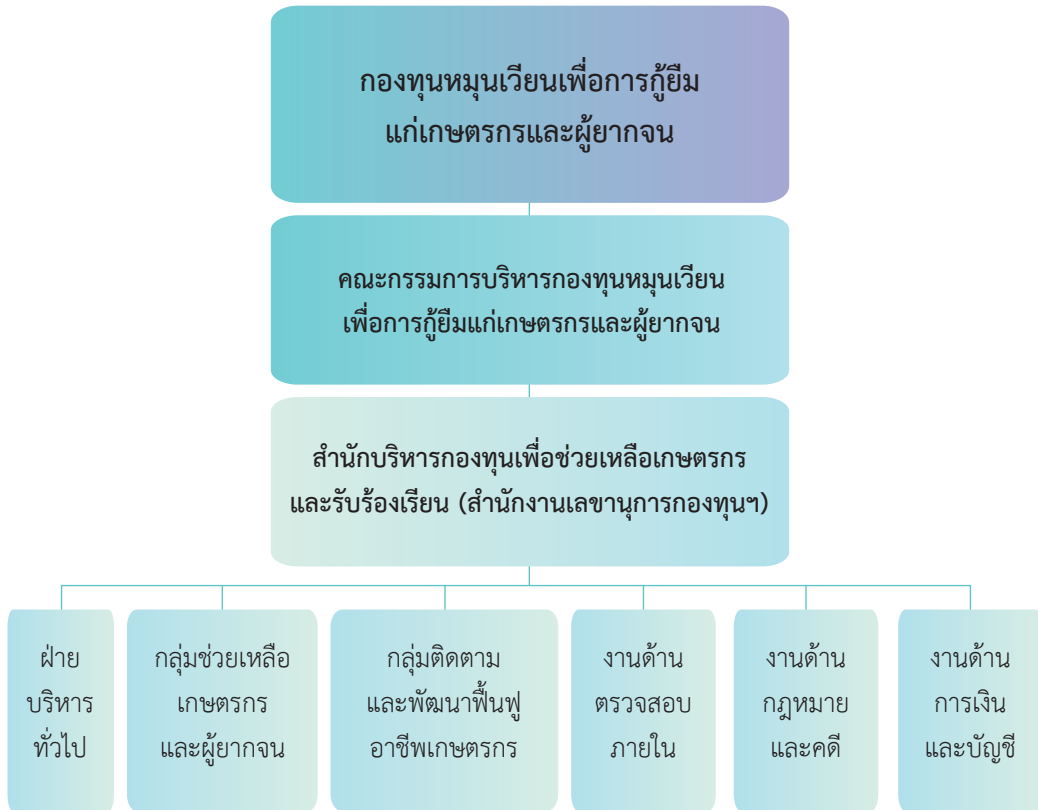 กองทุนหมุนเวียนเพื่อการกู้ยืม
แก่เกษตรกรและผู้ยากจน
คณะกรรมการบริหารกองทุนหมุนเวียน
เพื่อการกู้ยืมแก่เกษตรกรและผู้ยากจน
สำนักบริหารกองทุนเพื่อช่วยเหลือเกษตรกร
และรับร้องเรียน (สำนักงานเลขานุการกองทุนฯ)
ฝ่าย
บริหาร
ทั่วไป
กลุ่มช่วยเหลือ
เกษตรกร
และผู้ยากจน
กลุ่มติดตาม
และพัฒนาฟื้นฟู
อาชีพเกษตรกร
งานด้าน
ตรวจสอบ
ภายใน
งานด้าน
กฎหมาย
และคดี
งานด้าน
การเงิน
และบัญชี